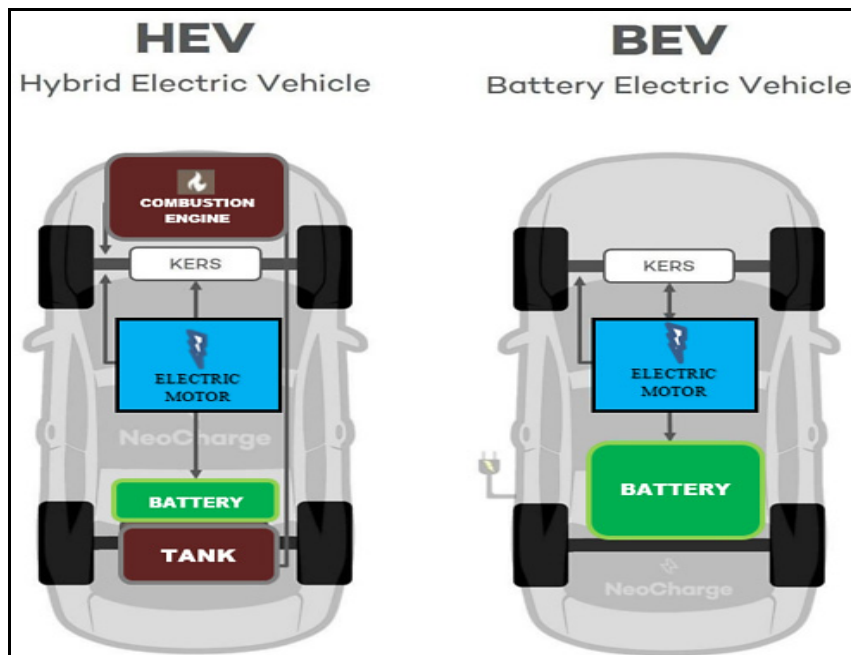 HEV
Hybrid Electric Vehicle
COMBUSTION
ENGINE
KERS
ELECTRIC
MOTOR
NeoCharge
BATTERY
TANK
BEV
Battery Electric Vehicle
KERS
ELECTRIC
MOTOR
BATTERY
NeoCharge